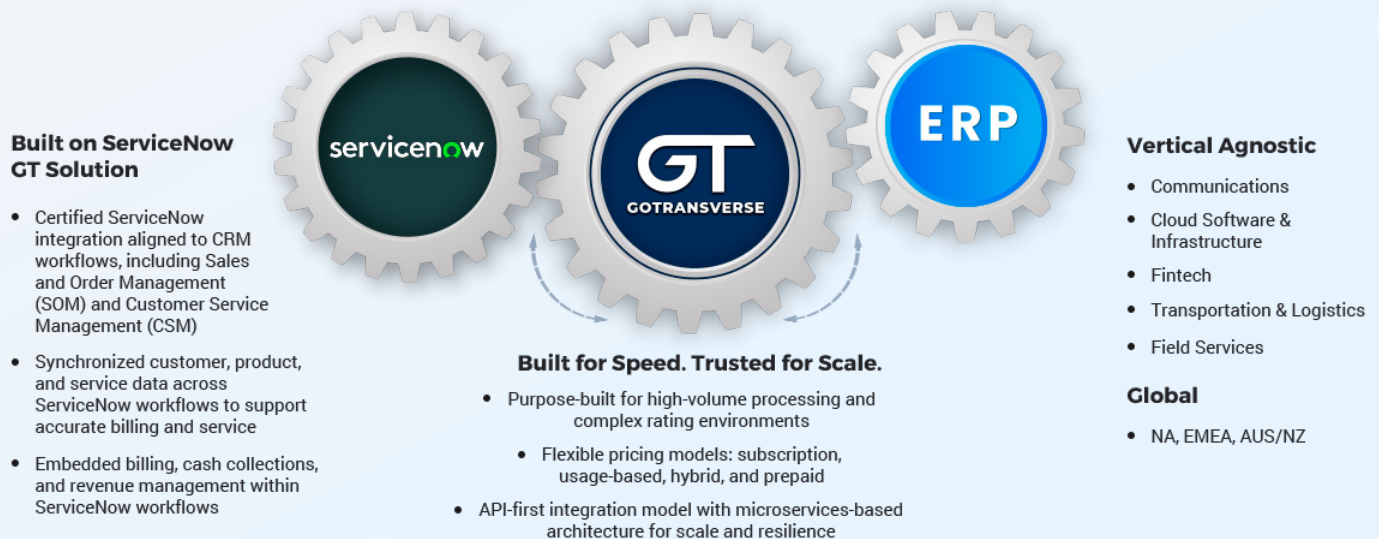 servicenow
GT
GOTRANSVERSE
ERP
Built on ServiceNow
GT Solution
• Certified ServiceNow
integration aligned to CRM
workflows, including Sales
and Order Management
(SOM) and Customer Service
Management (CSM)
• Synchronized customer, product,
and service data across
ServiceNow workflows to support
accurate billing and service
• Embedded billing, cash collections,
and revenue management within
ServiceNow workflows
Built for Speed. Trusted for Scale.
• Purpose-built for high-volume processing and
complex rating environments
• Flexible pricing models: subscription,
usage-based, hybrid, and prepaid
• API-first integration model with microservices-based
architecture for scale and resilience
Vertical Agnostic
• Communications
• Cloud Software &
Infrastructure
• Fintech
• Transportation & Logistics
• Field Services
Global
• NA, EMEA, AUS/NZ